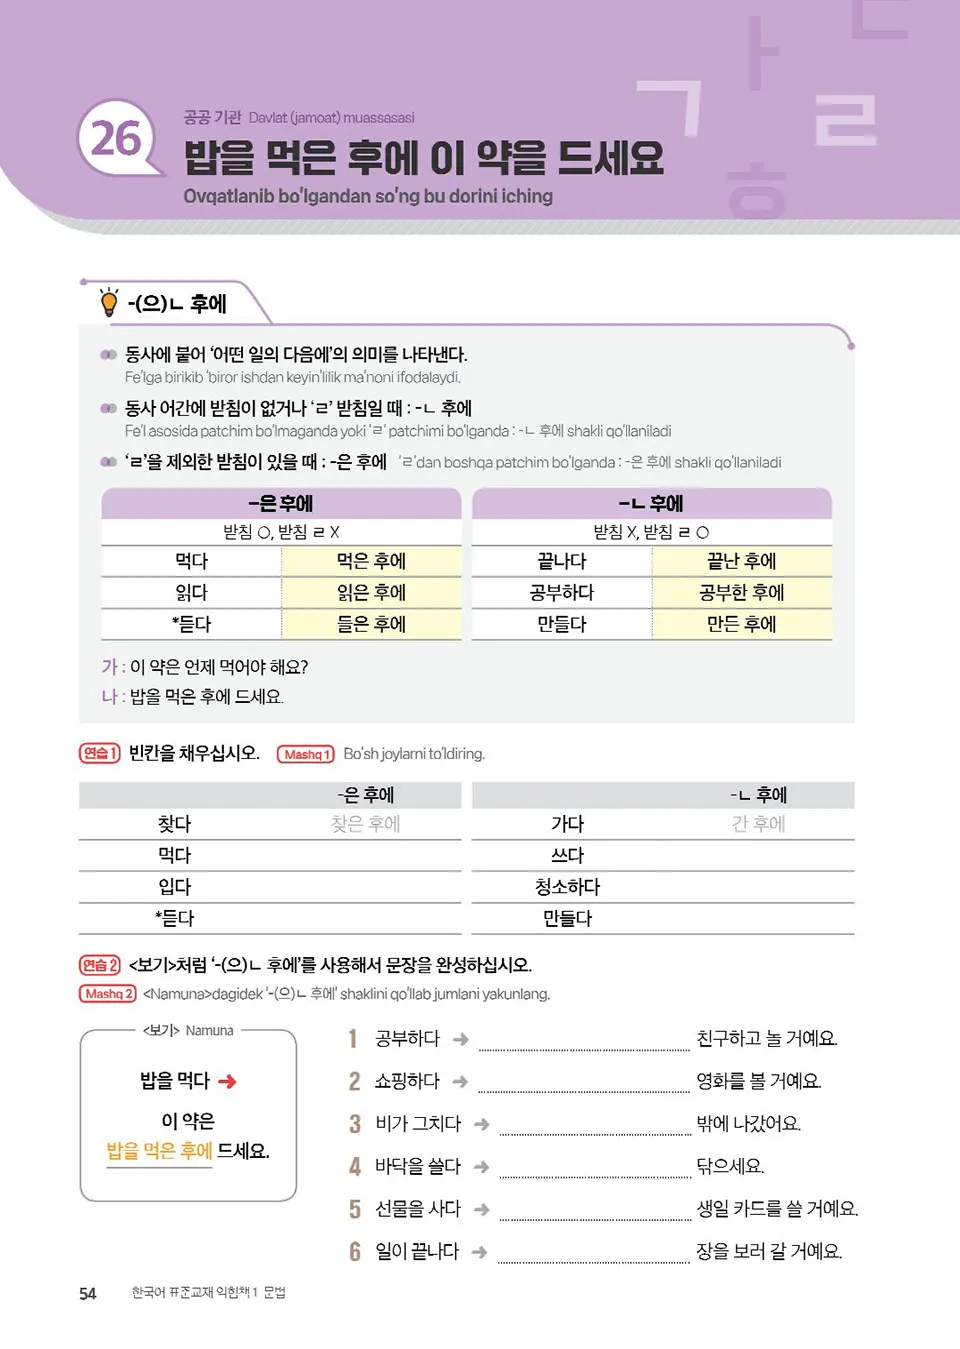 26
공공 기관 Davlat (jamoat) muassasasi
밥을 먹은 후에 이 약을 드세요
Ovqatlanib bo'lgandan so'ng bu dorini iching
ㄱ ㅏ ㄴ ㄹ ㅎ
-(으)ㄴ 후에
동사에 붙어 '어떤 일의 다음에'의 의미를 나타낸다.
Fe'lga birikib 'biror ishdan keyin'lilik ma'noni ifodalaydi.
동사 어간에 받침이 없거나 'ㄹ' 받침일 때 : -ㄴ 후에
Fe'l asosida patchim bo'lmaganda yoki 'ㄹ' patchimi bo'lganda : -ㄴ 후에 shakli qo'llaniladi
'ㄹ'을 제외한 받침이 있을 때 : -은 후에 'ㄹ'dan boshqa patchim bo'lganda : -은 후에 shakli qo'llaniladi
-은 후에 -ㄴ 후에
받침 O, 받침 ㄹ X 받침 X, 받침 ㄹ O
먹다 먹은 후에 끝나다 끝난 후에
읽다 읽은 후에 공부하다 공부한 후에
*듣다 들은 후에 만들다 만든 후에
가 : 이 약은 언제 먹어야 해요?
나 : 밥을 먹은 후에 드세요.
연습 1 빈칸을 채우십시오. Mashq 1 Bo'sh joylarni to'ldiring.
-은 후에 -ㄴ 후에
찾다 찾은 후에 가다 간 후에
먹다 쓰다
입다 청소하다
*듣다 만들다
연습 2 <보기>처럼 '-(으)ㄴ 후에'를 사용해서 문장을 완성하십시오.
Mashq 2 <Namuna>dagidek '-(으)ㄴ 후에' shaklini qo'llab jumlani yakunlang.
<보기> Namuna
밥을 먹다 ➜
이 약은
밥을 먹은 후에 드세요.
1 공부하다 ➜ 친구하고 놀 거예요.
2 쇼핑하다 ➜ 영화를 볼 거예요.
3 비가 그치다 ➜ 밖에 나갔어요.
4 바닥을 쓸다 ➜ 닦으세요.
5 선물을 사다 ➜ 생일 카드를 쓸 거예요.
6 일이 끝나다 ➜ 장을 보러 갈 거예요.
54 한국어 표준교재 익힘책 1 문법